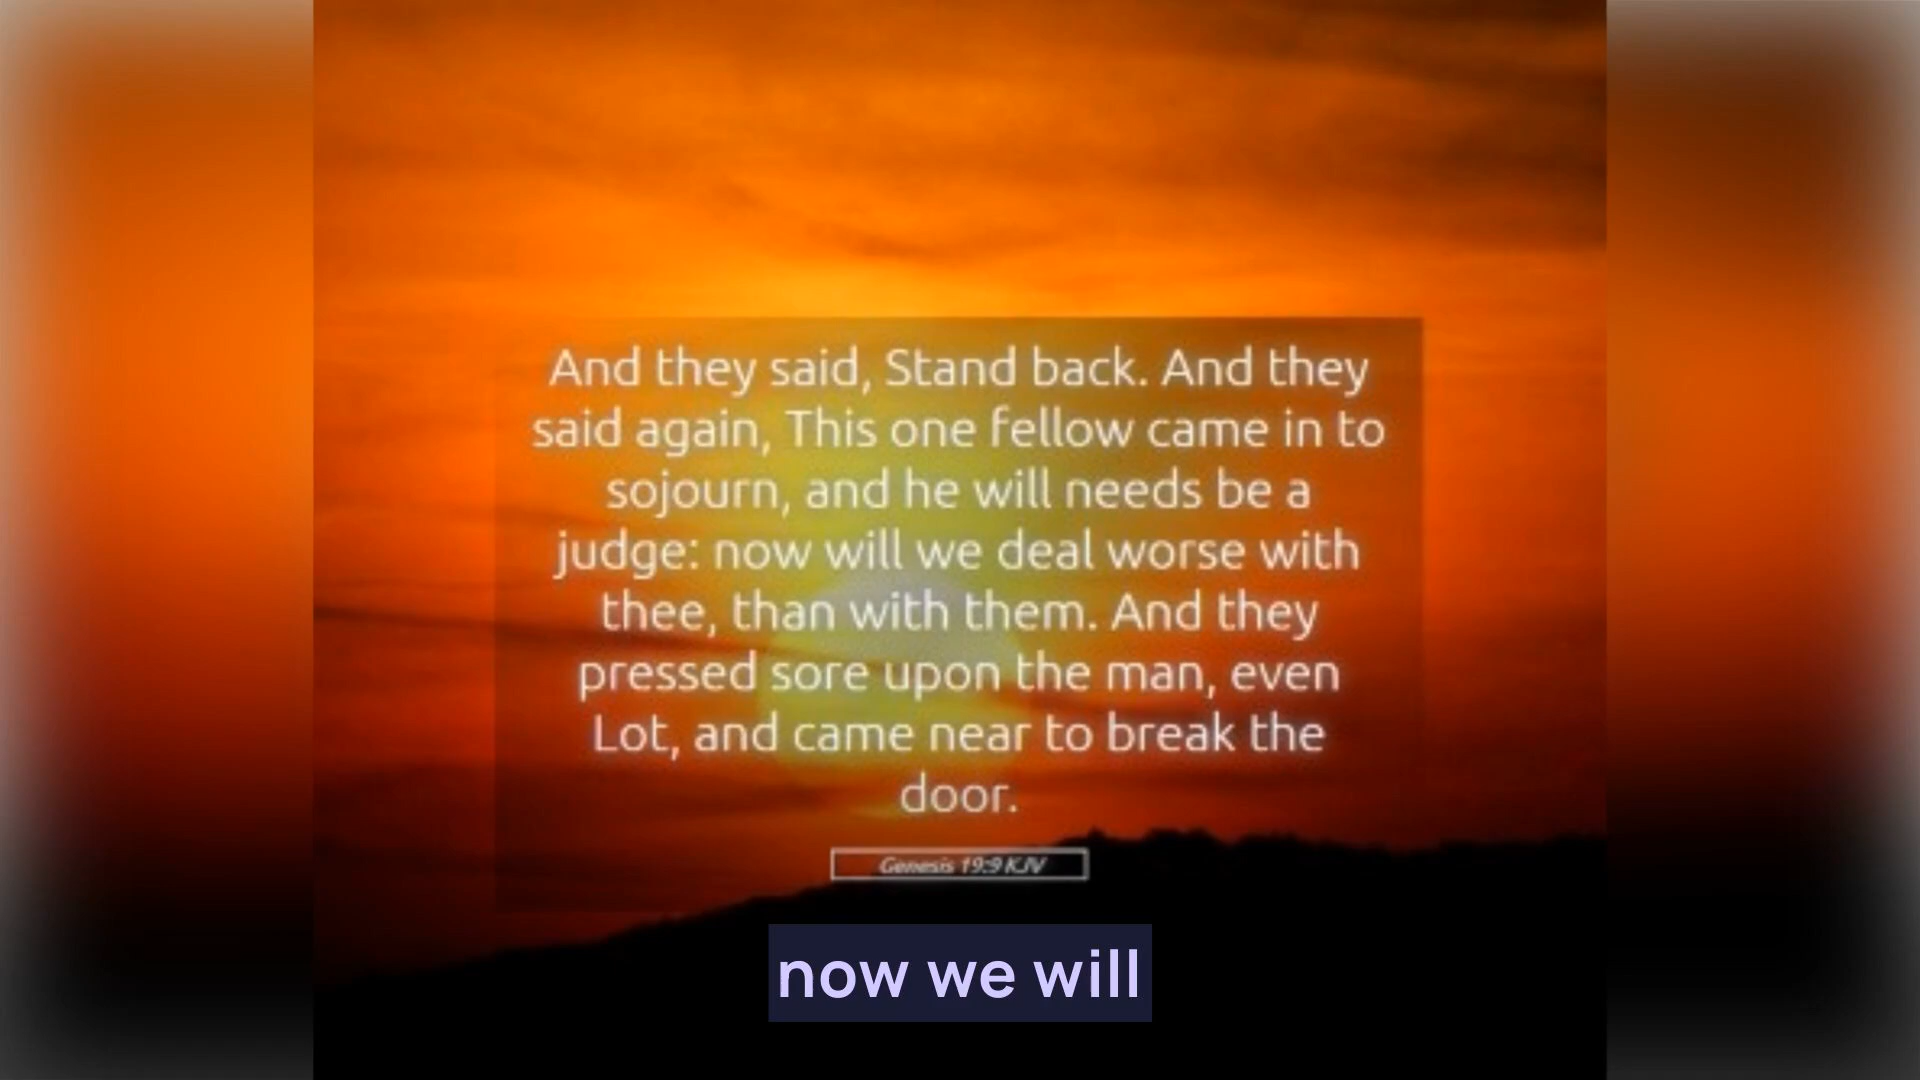 And they said, Stand back. And they
said again, This one fellow came in to
sojourn, and he will needs be a
judge: now will we deal worse with
thee, than with them. And they
pressed sore upon the man, even
Lot, and came near to break the
door.
Genesis 19:9 KJV
now we will